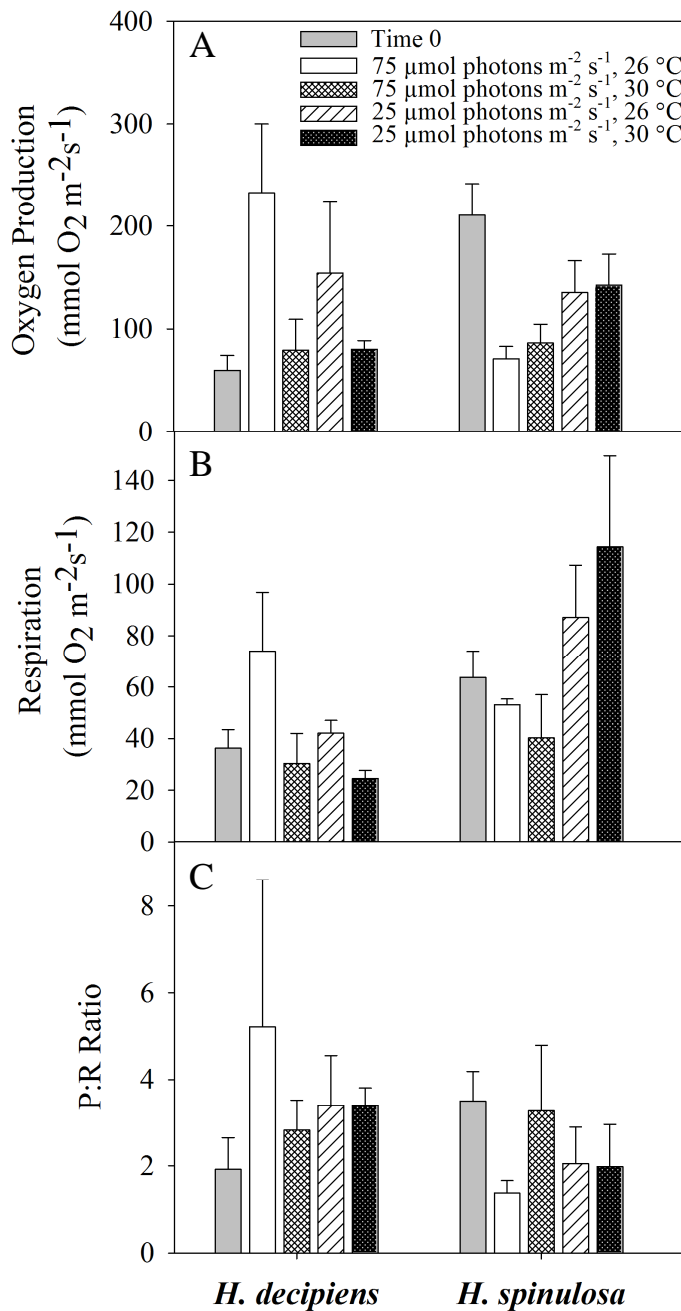 400
A
Time 0
75 µmol photons m⁻² s⁻¹, 26 °C
75 µmol photons m⁻² s⁻¹, 30 °C
25 µmol photons m⁻² s⁻¹, 26 °C
25 µmol photons m⁻² s⁻¹, 30 °C
300
200
100
0
Oxygen Production
(mmol O₂ m⁻²s⁻¹)
B
140
120
100
80
60
40
20
0
Respiration
(mmol O₂ m⁻²s⁻¹)
C
8
6
4
2
0
P:R Ratio
H. decipiens H. spinulosa